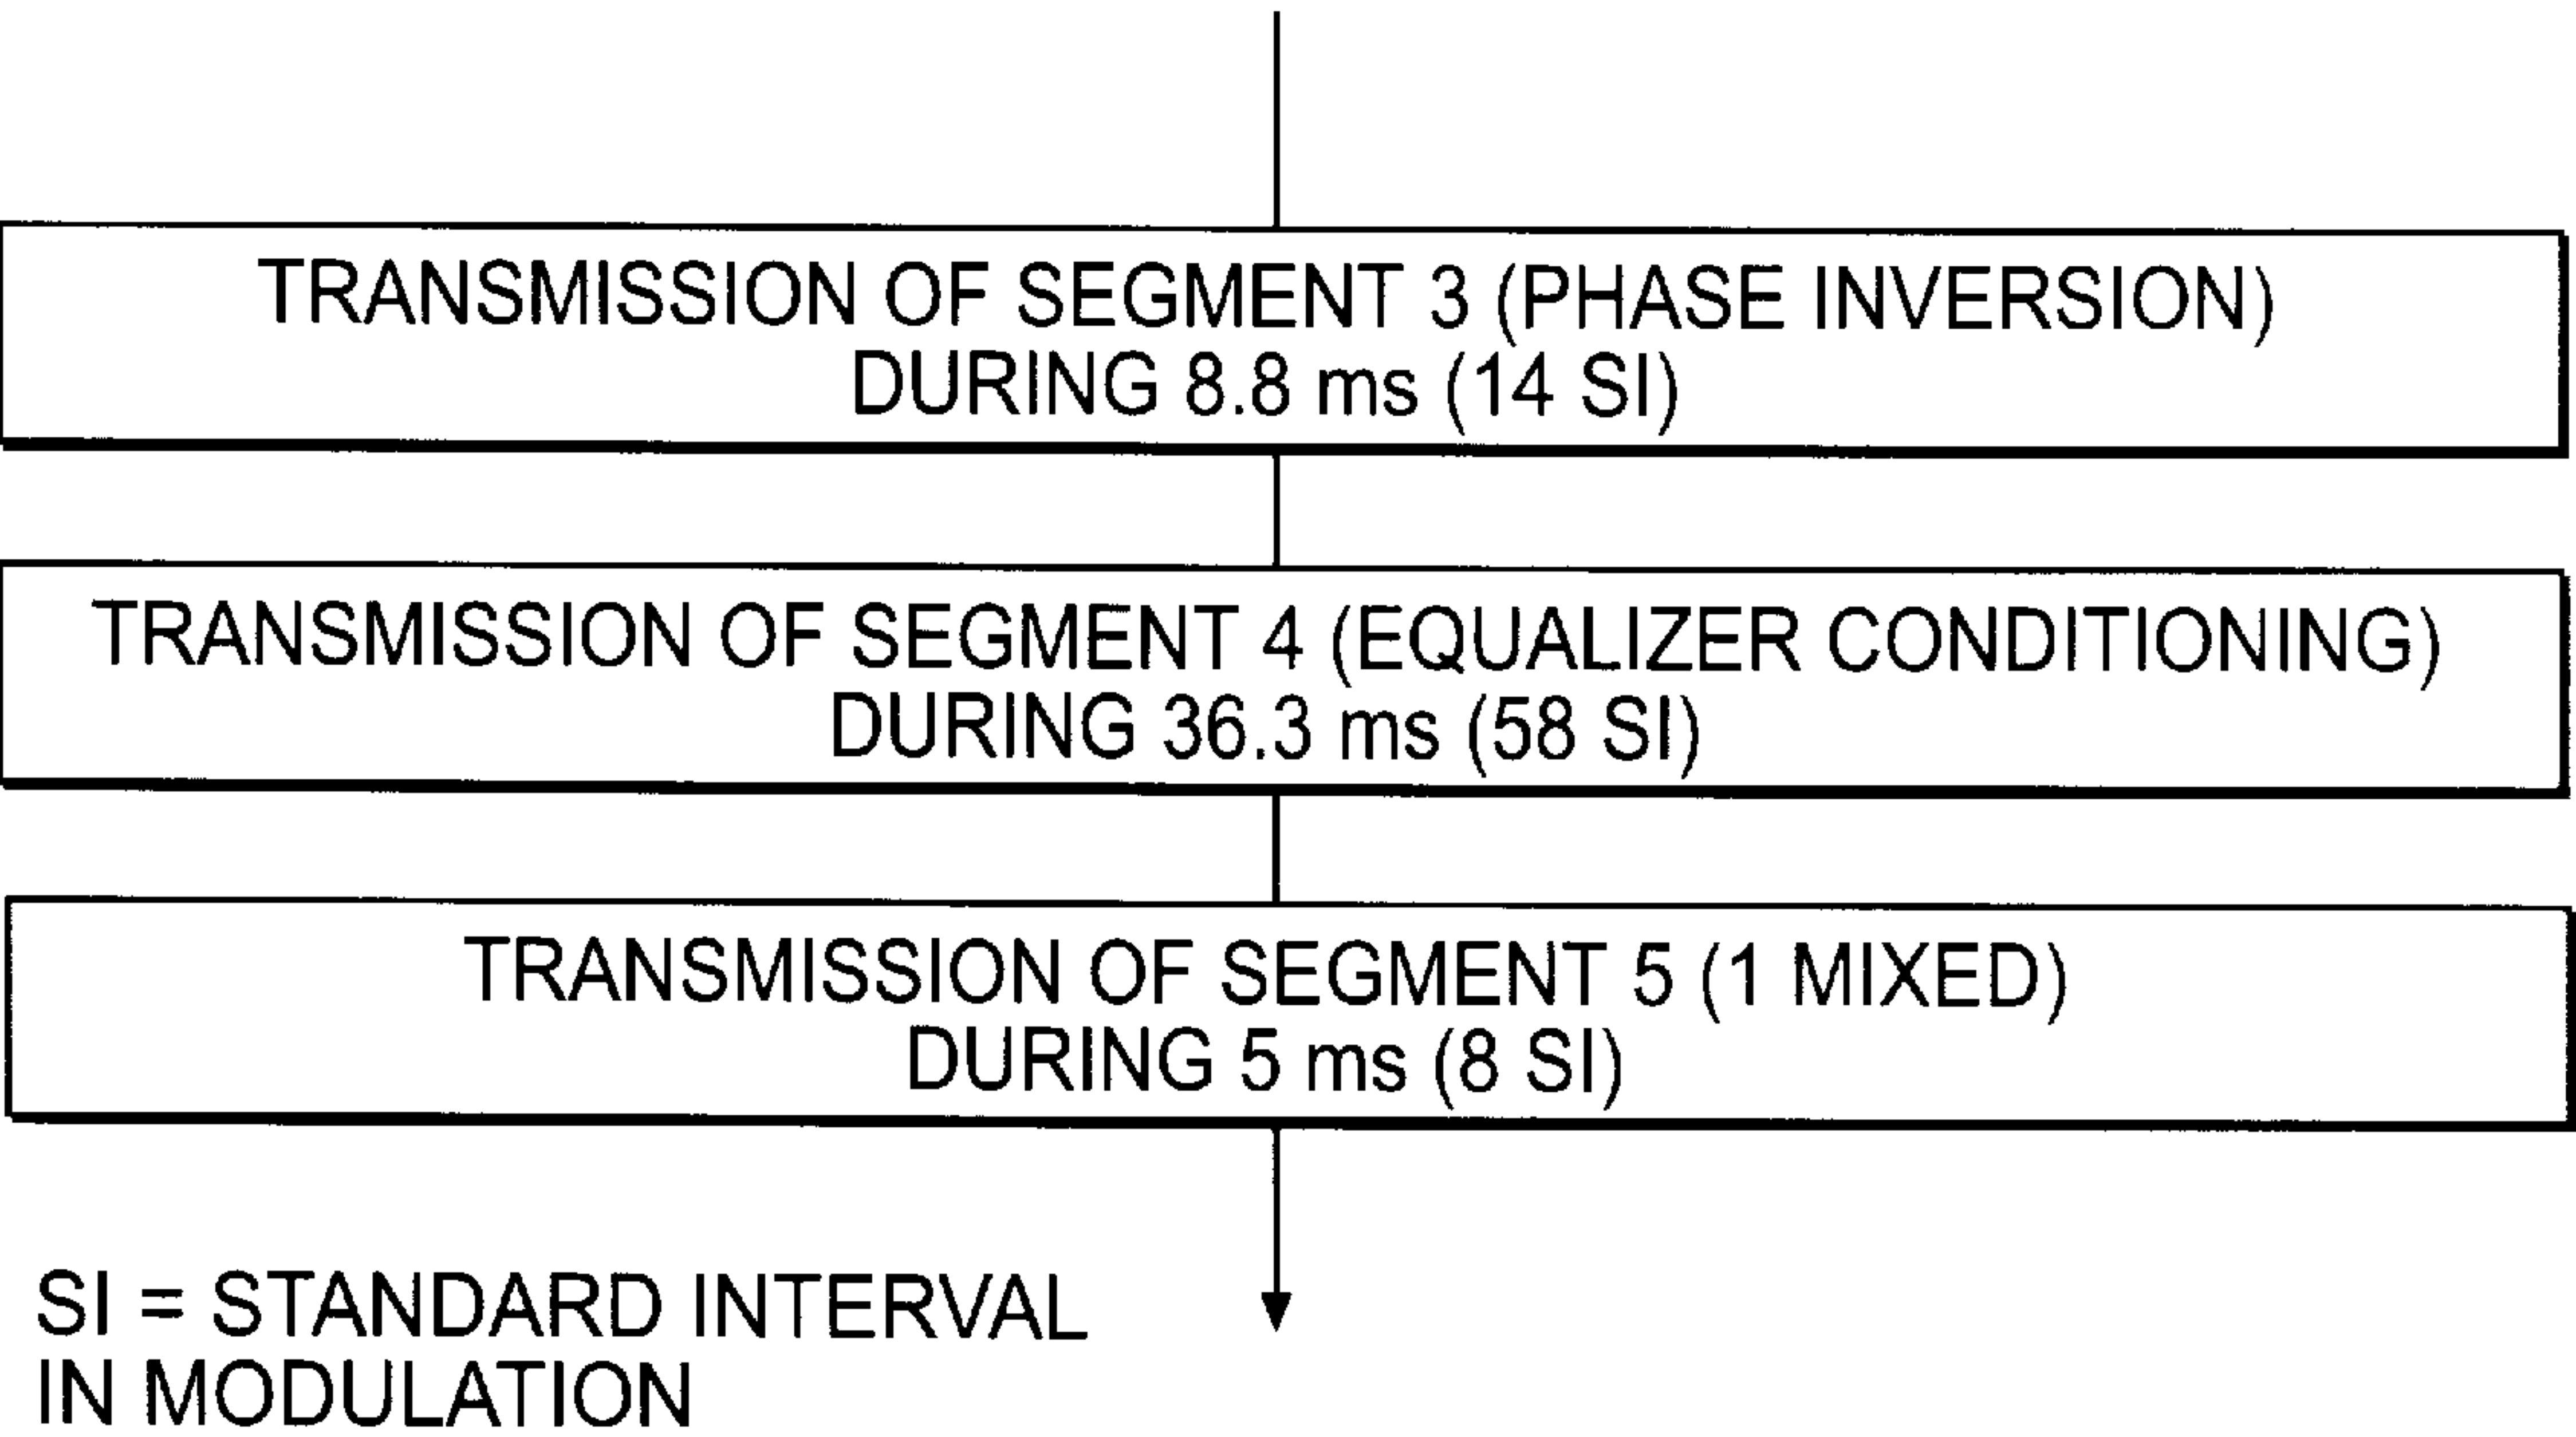 TRANSMISSION OF SEGMENT 3 (PHASE INVERSION)
DURING 8.8 ms (14 SI)
TRANSMISSION OF SEGMENT 4 (EQUALIZER CONDITIONING)
DURING 36.3 ms (58 SI)
TRANSMISSION OF SEGMENT 5 (1 MIXED)
DURING 5 ms (8 SI)
SI = STANDARD INTERVAL
IN MODULATION